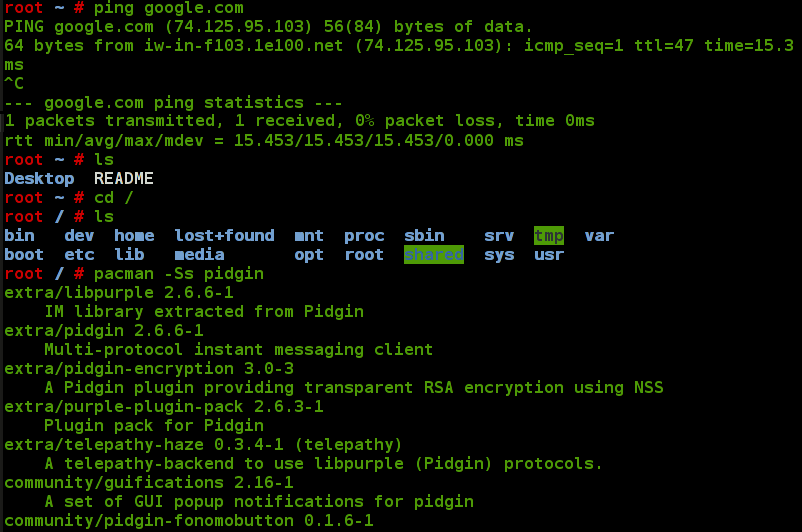 root ~ # ping google.com
PING google.com (74.125.95.103) 56(84) bytes of data.
64 bytes from iw-in-f103.1e100.net (74.125.95.103): icmp_seq=1 ttl=47 time=15.3
ms
^C
--- google.com ping statistics ---
1 packets transmitted, 1 received, 0% packet loss, time 0ms
rtt min/avg/max/mdev = 15.453/15.453/15.453/0.000 ms
root ~ # ls
Desktop  README
root ~ # cd /
root / # ls
bin   dev  home  lost+found  mnt  proc  sbin    srv  tmp  var
boot  etc  lib   media       opt  root  shared  sys  usr
root / # pacman -Ss pidgin
extra/libpurple 2.6.6-1
    IM library extracted from Pidgin
extra/pidgin 2.6.6-1
    Multi-protocol instant messaging client
extra/pidgin-encryption 3.0-3
    A Pidgin plugin providing transparent RSA encryption using NSS
extra/purple-plugin-pack 2.6.3-1
    Plugin pack for Pidgin
extra/telepathy-haze 0.3.4-1 (telepathy)
    A telepathy-backend to use libpurple (Pidgin) protocols.
community/guifications 2.16-1
    A set of GUI popup notifications for pidgin
community/pidgin-fonomobutton 0.1.6-1